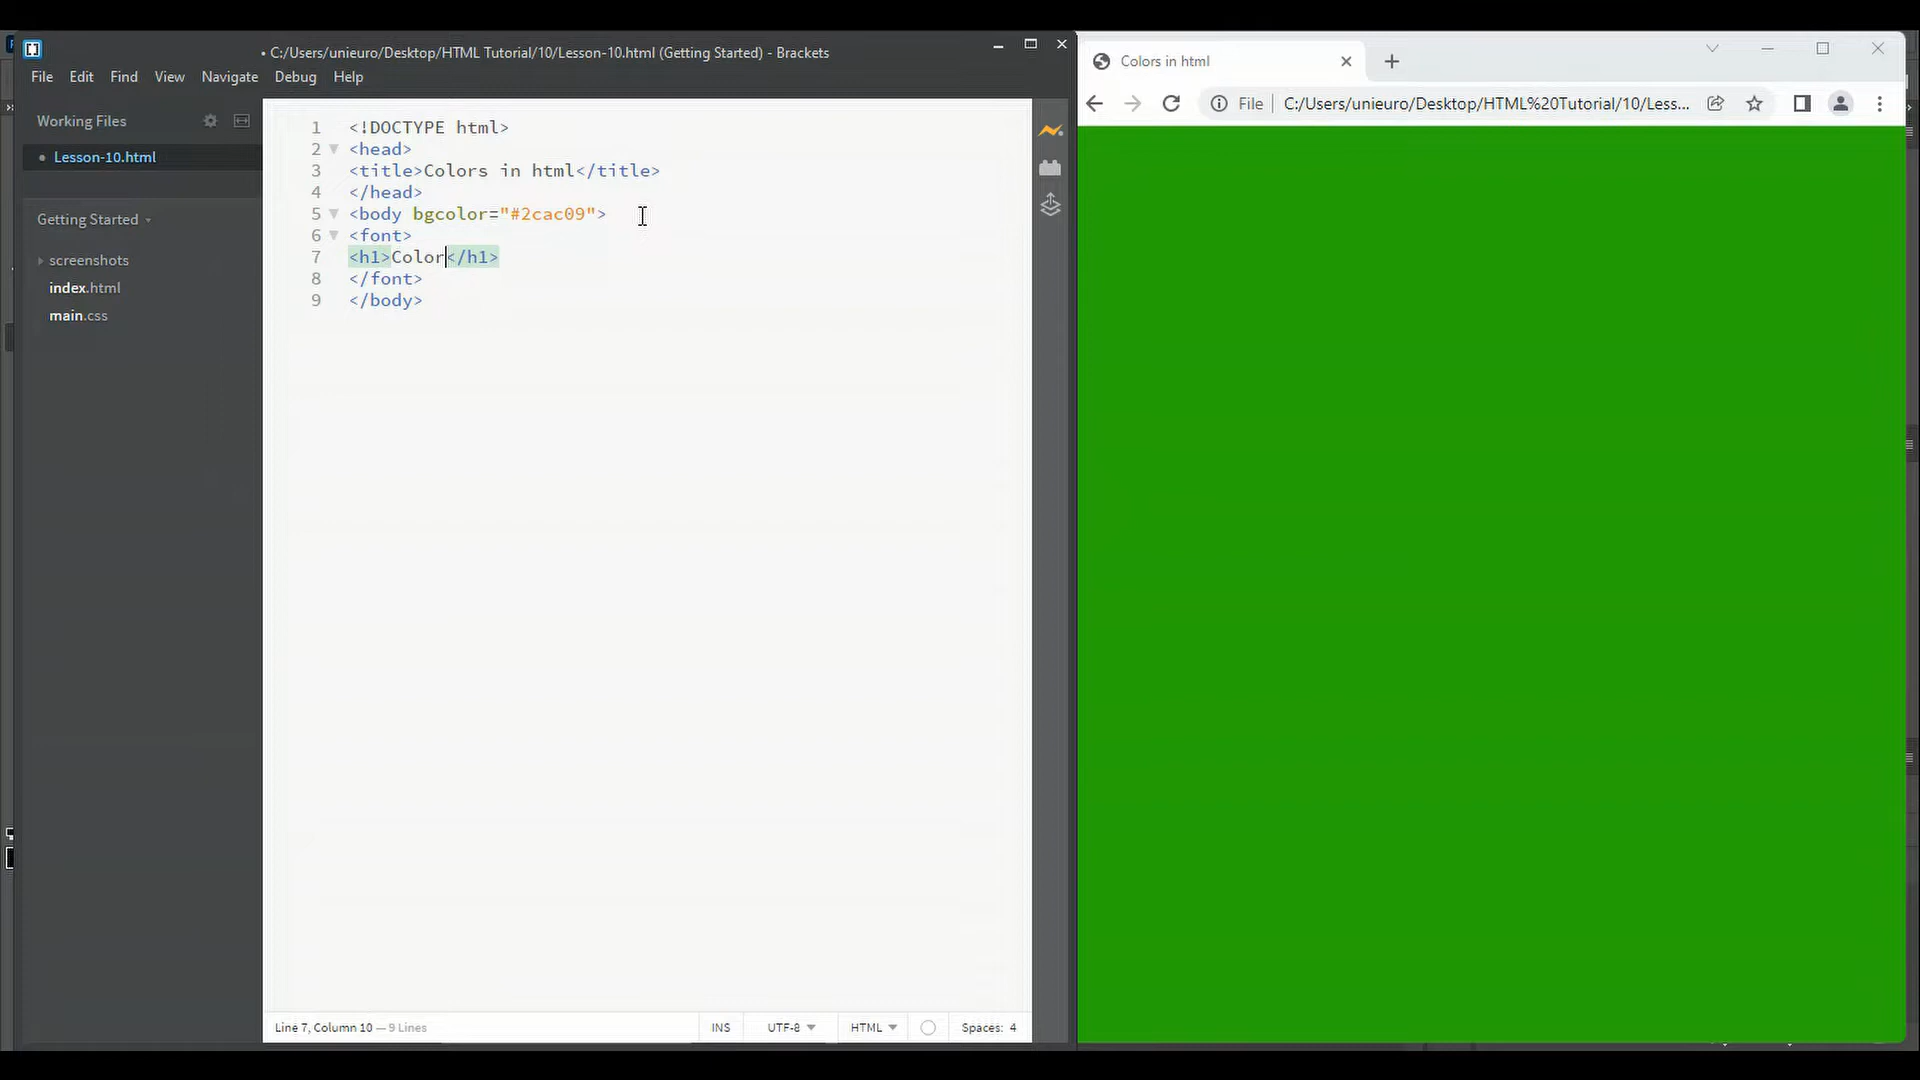 • C:/Users/unieuro/Desktop/HTML Tutorial/10/Lesson-10.html (Getting Started) - Brackets
File Edit Find View Navigate Debug Help
Working Files
• Lesson-10.html
Getting Started
screenshots
index.html
main.css
1 <!DOCTYPE html>
2 <head>
3 <title>Colors in html</title>
4 </head>
5 <body bgcolor="#2cac09">
6 <font>
7 <h1>Color</h1>
8 </font>
9 </body>
Line 7, Column 10 — 9 Lines
INS UTF-8 HTML Spaces: 4
Colors in html
File C:/Users/unieuro/Desktop/HTML%20Tutorial/10/Less...